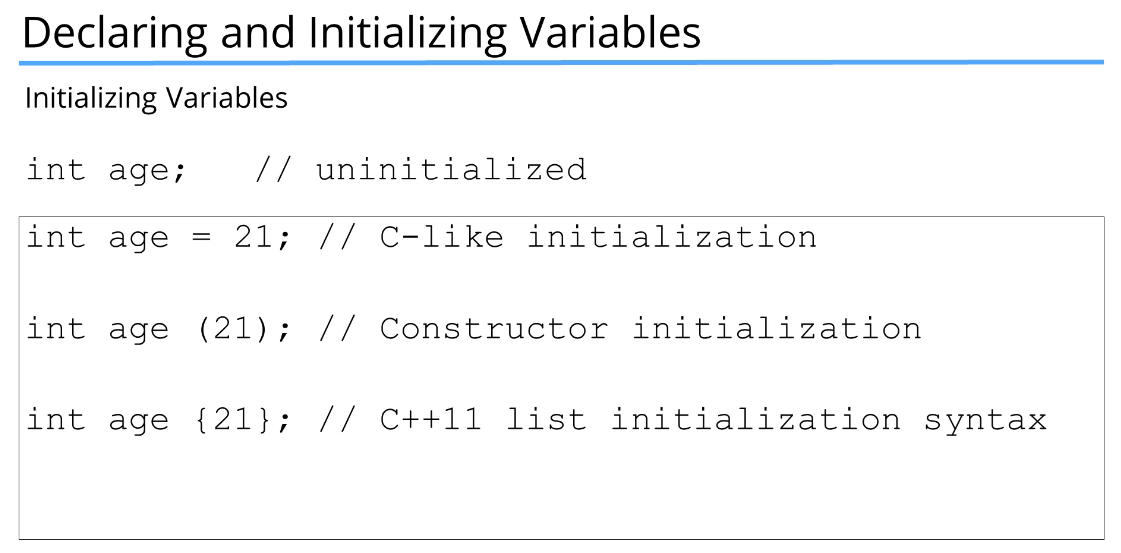 Declaring and Initializing Variables
Initializing Variables
int age;   // uninitialized
int age = 21; // C-like initialization
int age (21); // Constructor initialization
int age {21}; // C++11 list initialization syntax